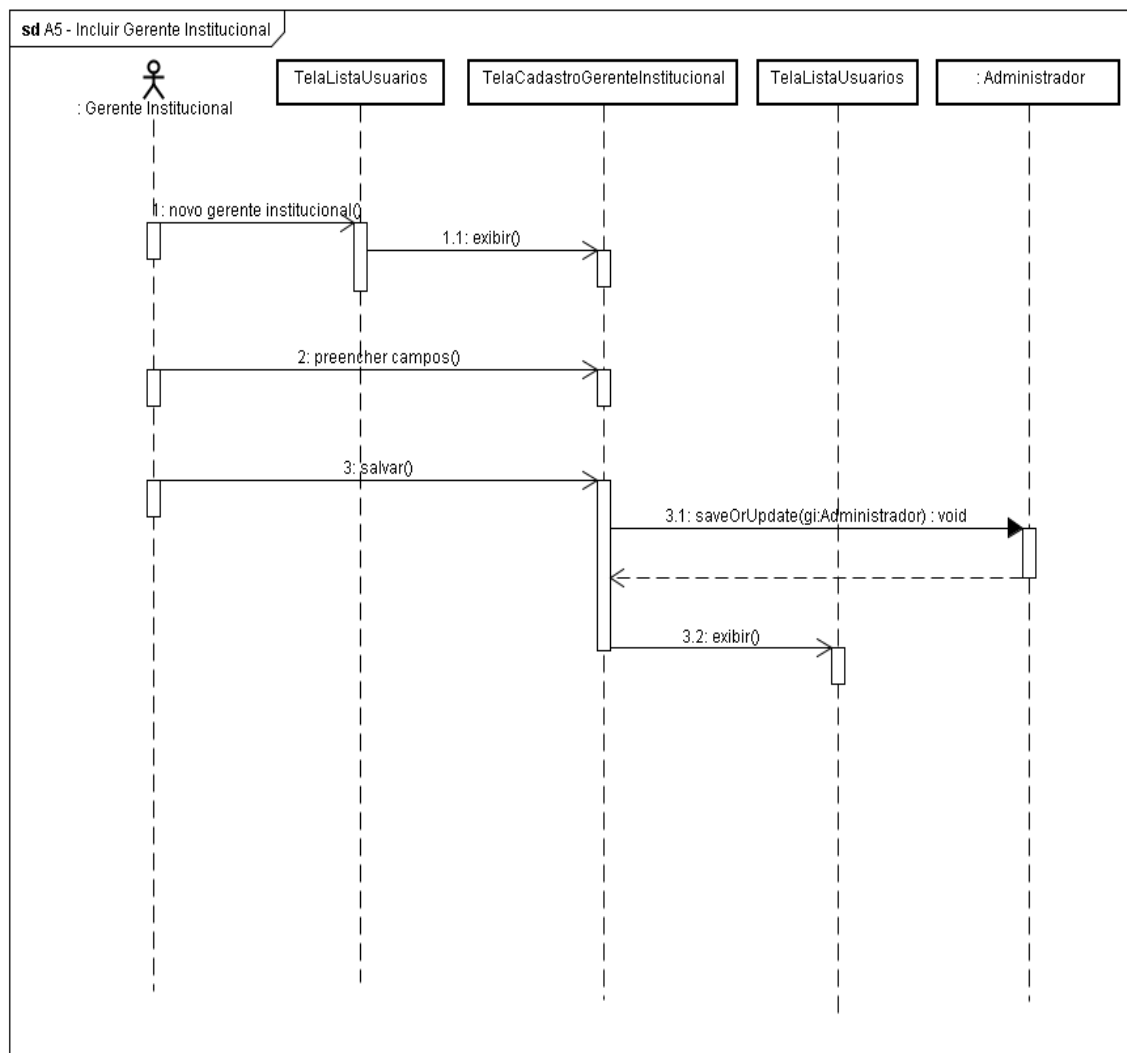 sd A5 - Incluir Gerente Institucional
: Gerente Institucional
TelaListaUsuarios
TelaCadastroGerenteInstitucional
TelaListaUsuarios
: Administrador
1: novo gerente institucional()
1.1: exibir()
2: preencher campos()
3: salvar()
3.1: saveOrUpdate(gi:Administrador) : void
3.2: exibir()